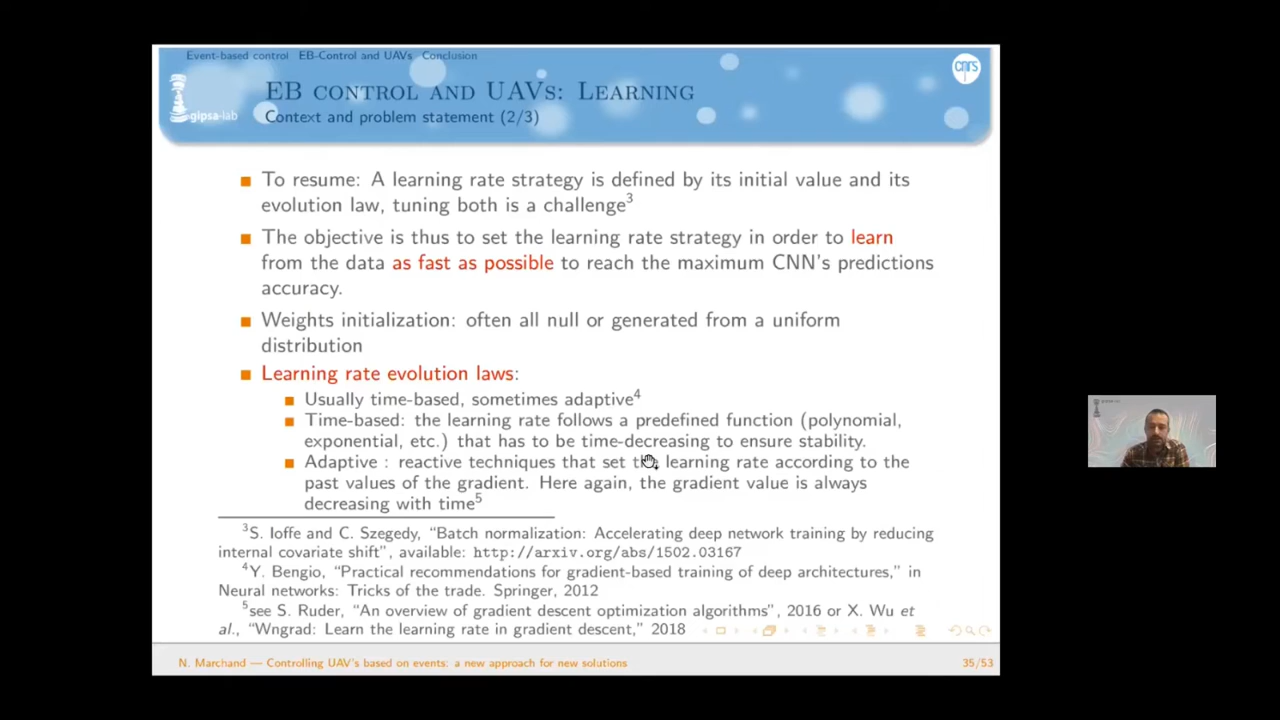 Event-based control EB-Control and UAVs Conclusion
EB CONTROL AND UAVS: LEARNING
Context and problem statement (2/3)
gipsa-lab
cnrs
To resume: A learning rate strategy is defined by its initial value and its
evolution law, tuning both is a challenge3
The objective is thus to set the learning rate strategy in order to learn
from the data as fast as possible to reach the maximum CNN's predictions
accuracy.
Weights initialization: often all null or generated from a uniform
distribution
Learning rate evolution laws:
Usually time-based, sometimes adaptive4
Time-based: the learning rate follows a predefined function (polynomial,
exponential, etc.) that has to be time-decreasing to ensure stability.
Adaptive : reactive techniques that set the learning rate according to the
past values of the gradient. Here again, the gradient value is always
decreasing with time5
3S. Ioffe and C. Szegedy, "Batch normalization: Accelerating deep network training by reducing
internal covariate shift", available: http://arxiv.org/abs/1502.03167
4Y. Bengio, "Practical recommendations for gradient-based training of deep architectures," in
Neural networks: Tricks of the trade. Springer, 2012
5see S. Ruder, "An overview of gradient descent optimization algorithms", 2016 or X. Wu et
al., "Wngrad: Learn the learning rate in gradient descent," 2018
N. Marchand — Controlling UAV's based on events: a new approach for new solutions
35/53